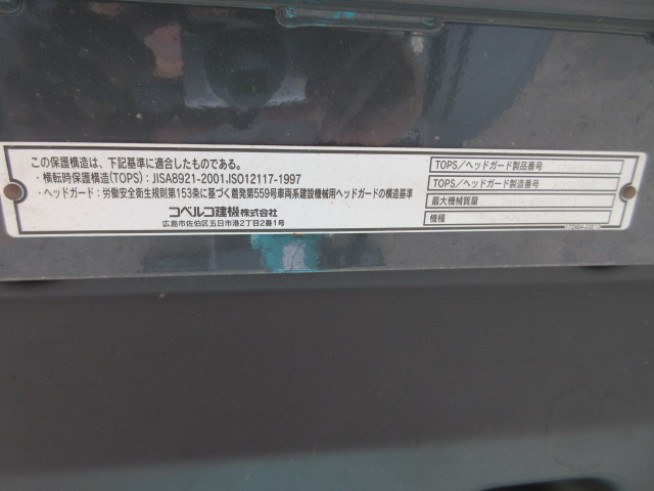 この保護構造は、下記基準に適合したものである。
・横転時保護構造(TOPS):JISA8921-2001,ISO12117-1997
・ヘッドガード:労働安全衛生規則第153条に基づく基発第559号車両系建設機械用ヘッドガードの構造基準
コベルコ建機株式会社
広島市佐伯区五日市港2丁目2番1号
TOPS/ヘッドガード製品番号
TOPS/ヘッドガード製造番号
最大機械質量
機種